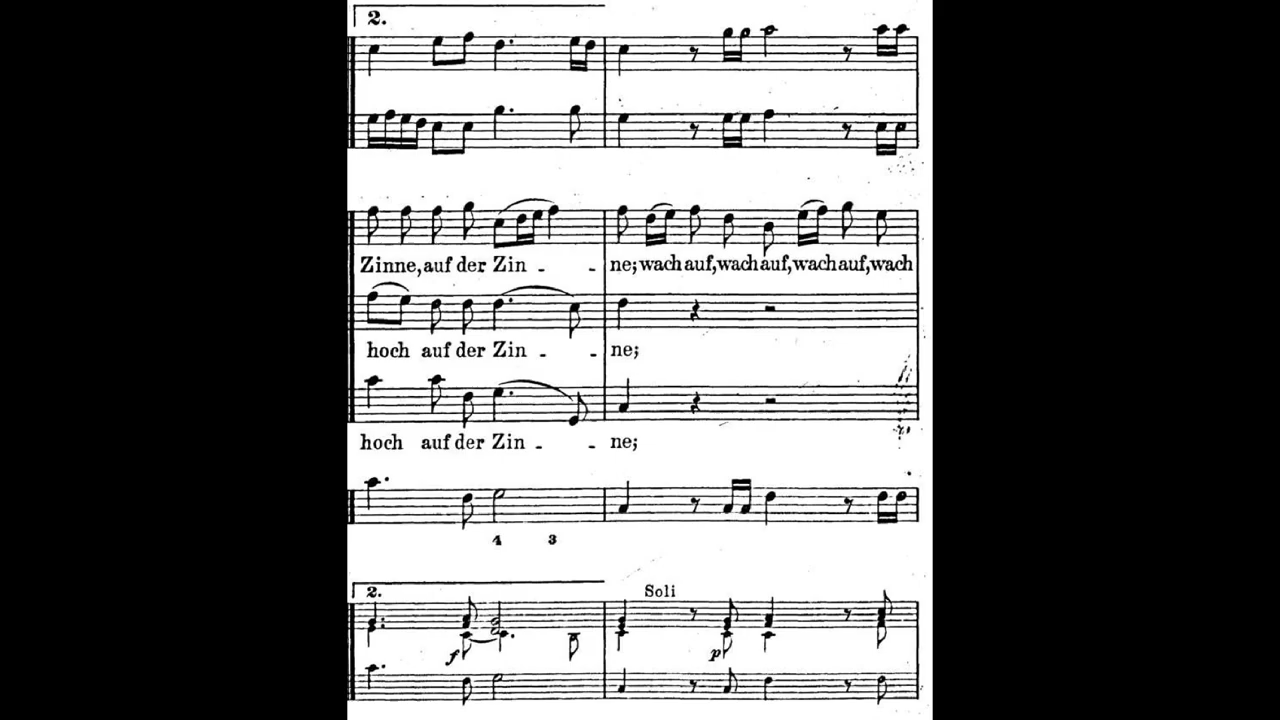 2.
Zinne, auf der Zin - - ne; wach auf, wach auf, wach auf, wach
hoch auf der Zin - - ne;
hoch auf der Zin - - ne;
4 3
2.
Soli
f p